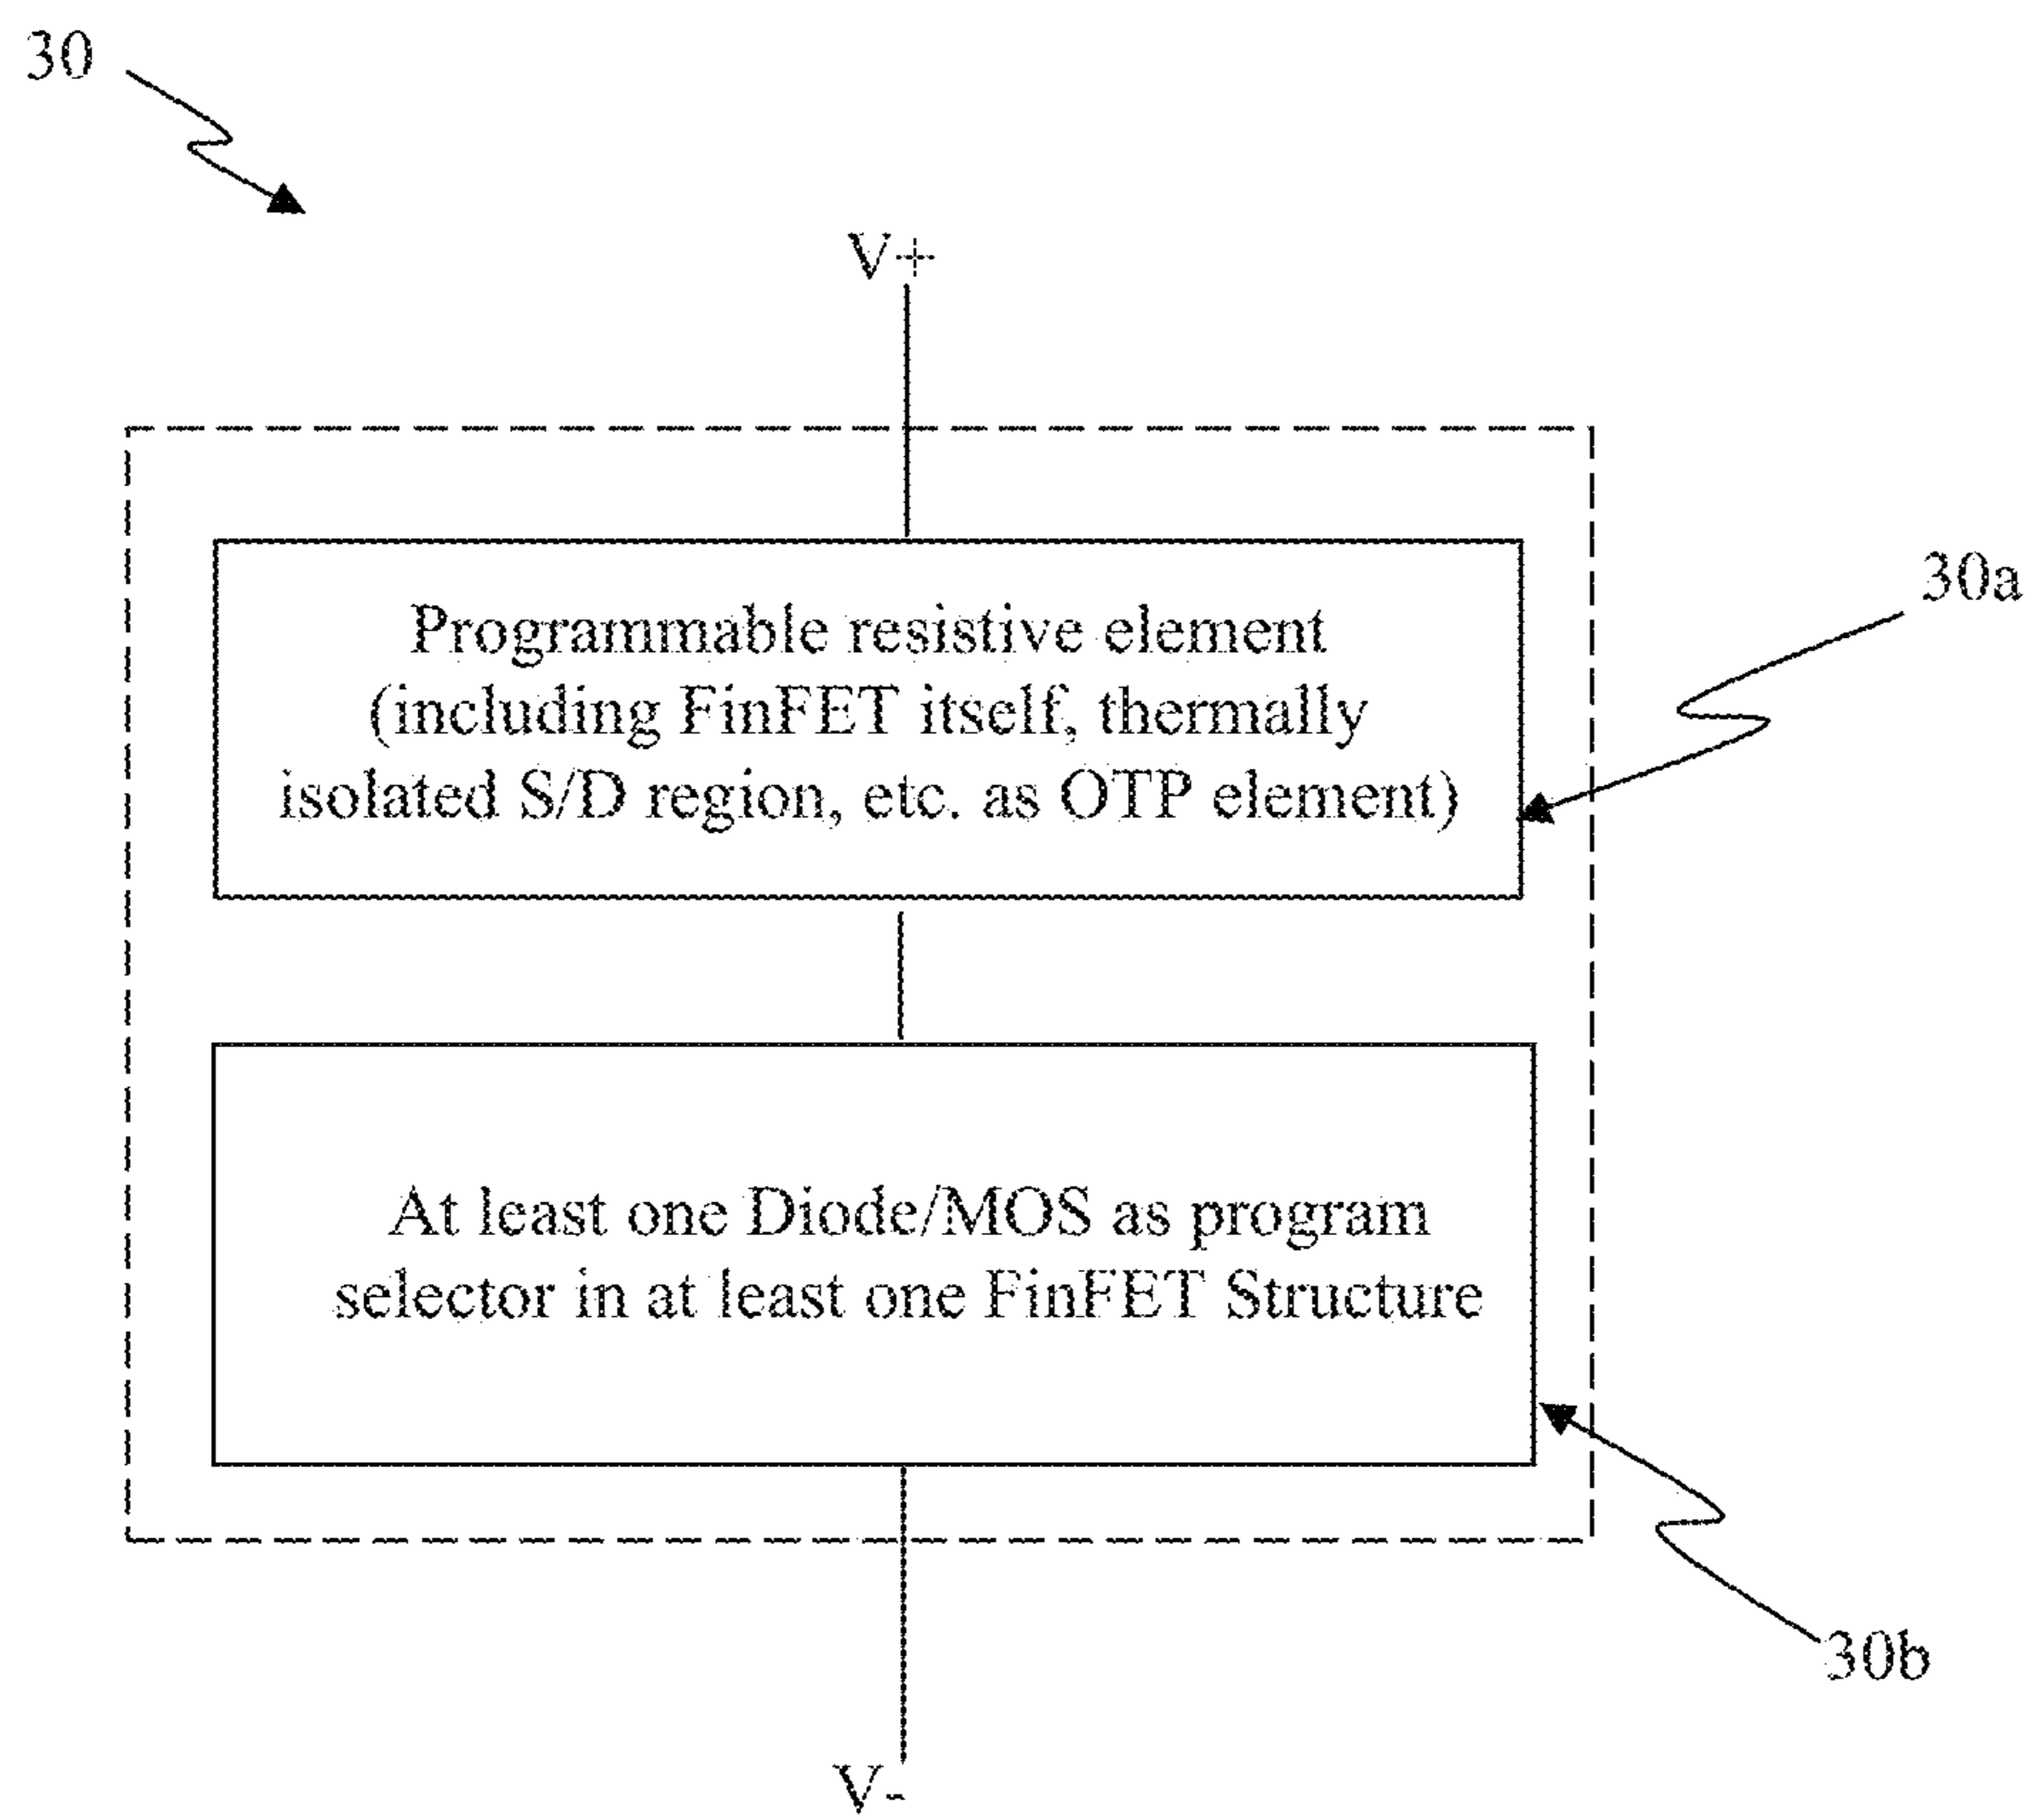 30
V+
Programmable resistive element
(including FinFET itself, thermally
isolated S/D region, etc. as OTP element)
30a
At least one Diode/MOS as program
selector in at least one FinFET Structure
30b
V-